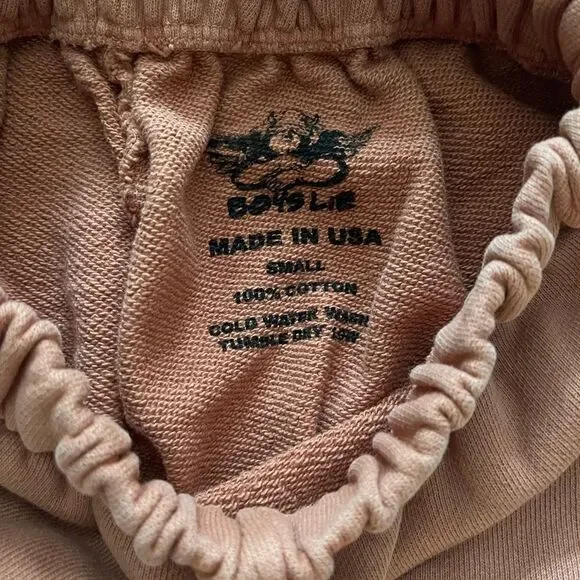 BOYS LIE
MADE IN USA
SMALL
100% COTTON
COLD WATER WASH
TUMBLE DRY LOW